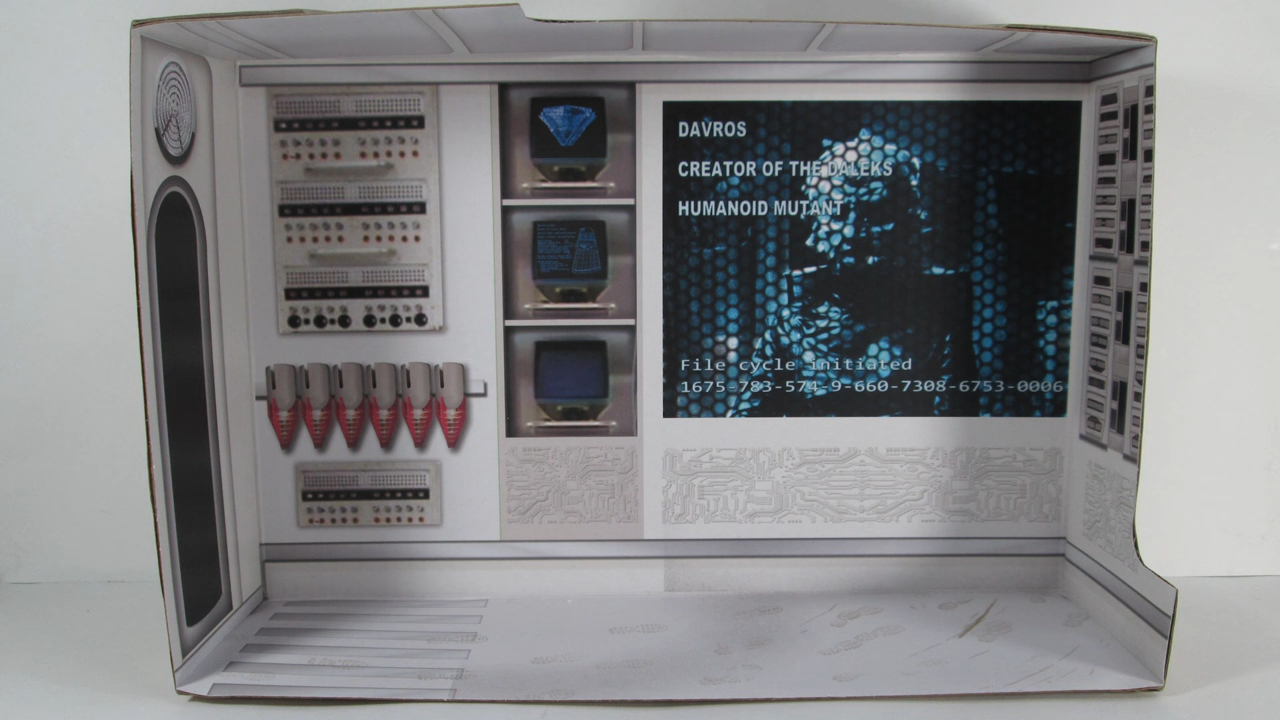 DAVROS
CREATOR OF THE DALEKS
HUMANOID MUTANT
File cycle initiated
1675-783-574-9-660-7308-6753-0006